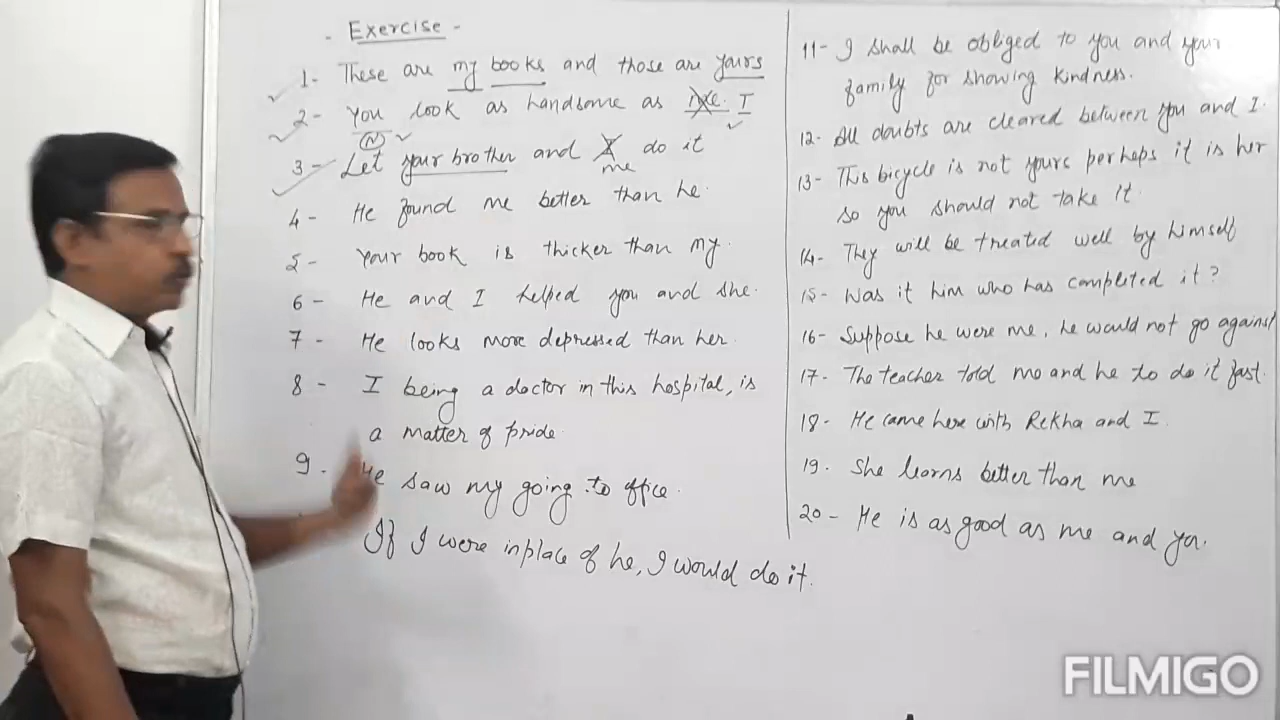 - Exercise -
1- These are my books and those are yours
2- You look as handsome as me. I
(N)
3- Let your brother and I do it
me
4- He found me better than he.
5- Your book is thicker than my.
6- He and I helped you and she.
7- He looks more depressed than her.
8- I being a doctor in this hospital, is
a matter of pride.
9. He saw my going to office.
If I were inplace of he, I would do it.
11- I shall be obliged to you and your
family for showing kindness.
12. All doubts are cleared between you and I.
13- This bicycle is not yours perhaps it is her
so you should not take it.
14. They will be treated well by himself
15- Was it him who has completed it?
16- Suppose he were me, he would not go against
17- The teacher told me and he to do it fast.
18- He came here with Rekha and I.
19. She learns better than me
20- He is as good as me and you.
FILMIGO